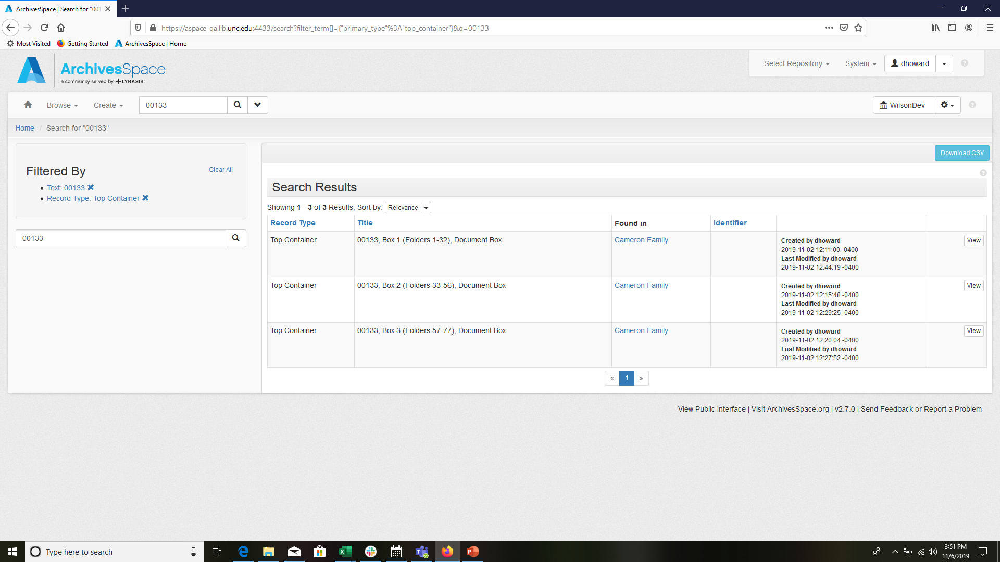 ArchivesSpace | Search for "001
https://aspace-qa.lib.unc.edu:4433/search?filter_term[]={"primary_type"%3A"top_container"}&q=00133
Most Visited Getting Started ArchivesSpace | Home
ArchivesSpace
a community served by LYRASIS
Select Repository System dhoward
Browse Create 00133 WilsonDev
Home / Search for "00133"
Download CSV
Filtered By Clear All
Text: 00133
Record Type: Top Container
00133
Search Results
Showing 1 - 3 of 3 Results, Sort by: Relevance
Record Type Title Found in Identifier
Top Container 00133, Box 1 (Folders 1-32), Document Box Cameron Family Created by dhoward View
2019-11-02 12:11:00 -0400
Last Modified by dhoward
2019-11-02 12:44:19 -0400
Top Container 00133, Box 2 (Folders 33-56), Document Box Cameron Family Created by dhoward View
2019-11-02 12:15:48 -0400
Last Modified by dhoward
2019-11-02 12:29:25 -0400
Top Container 00133, Box 3 (Folders 57-77), Document Box Cameron Family Created by dhoward View
2019-11-02 12:20:04 -0400
Last Modified by dhoward
2019-11-02 12:27:52 -0400
« 1 »
View Public Interface | Visit ArchivesSpace.org | v2.7.0 | Send Feedback or Report a Problem
Type here to search
3:51 PM
11/6/2019